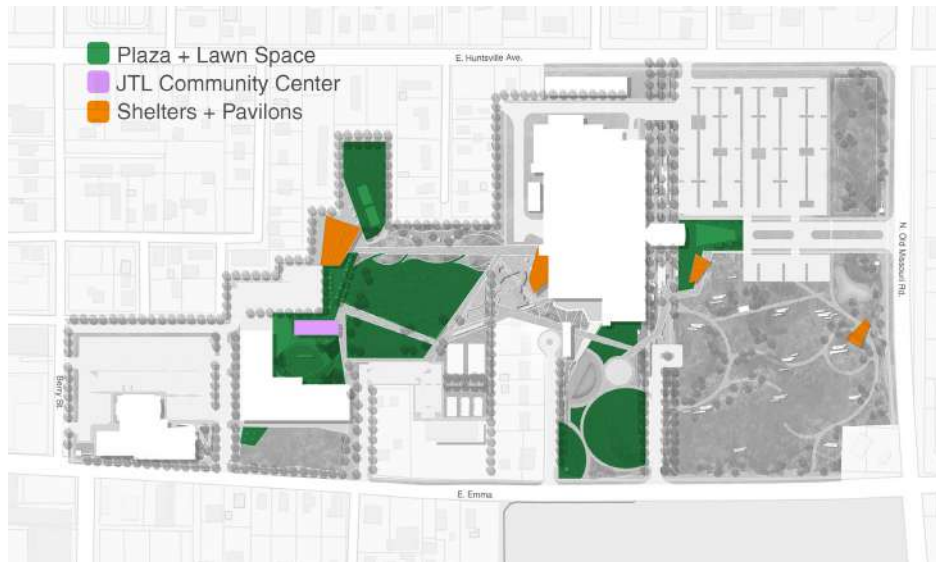 Plaza + Lawn Space
JTL Community Center
Shelters + Pavilons
E. Huntsville Ave.
N. Old Missouri Rd.
Berry St.
E. Emma